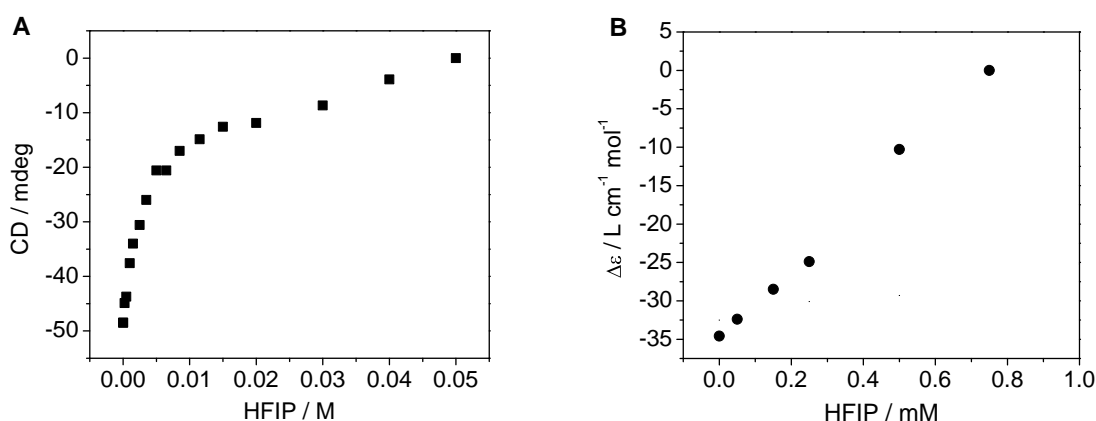 A
0
-10
-20
-30
-40
-50
CD / mdeg
0.00 0.01 0.02 0.03 0.04 0.05
HFIP / M
B
5
0
-5
-10
-15
-20
-25
-30
-35
Δε / L cm⁻¹ mol⁻¹
0.0 0.2 0.4 0.6 0.8 1.0
HFIP / mM